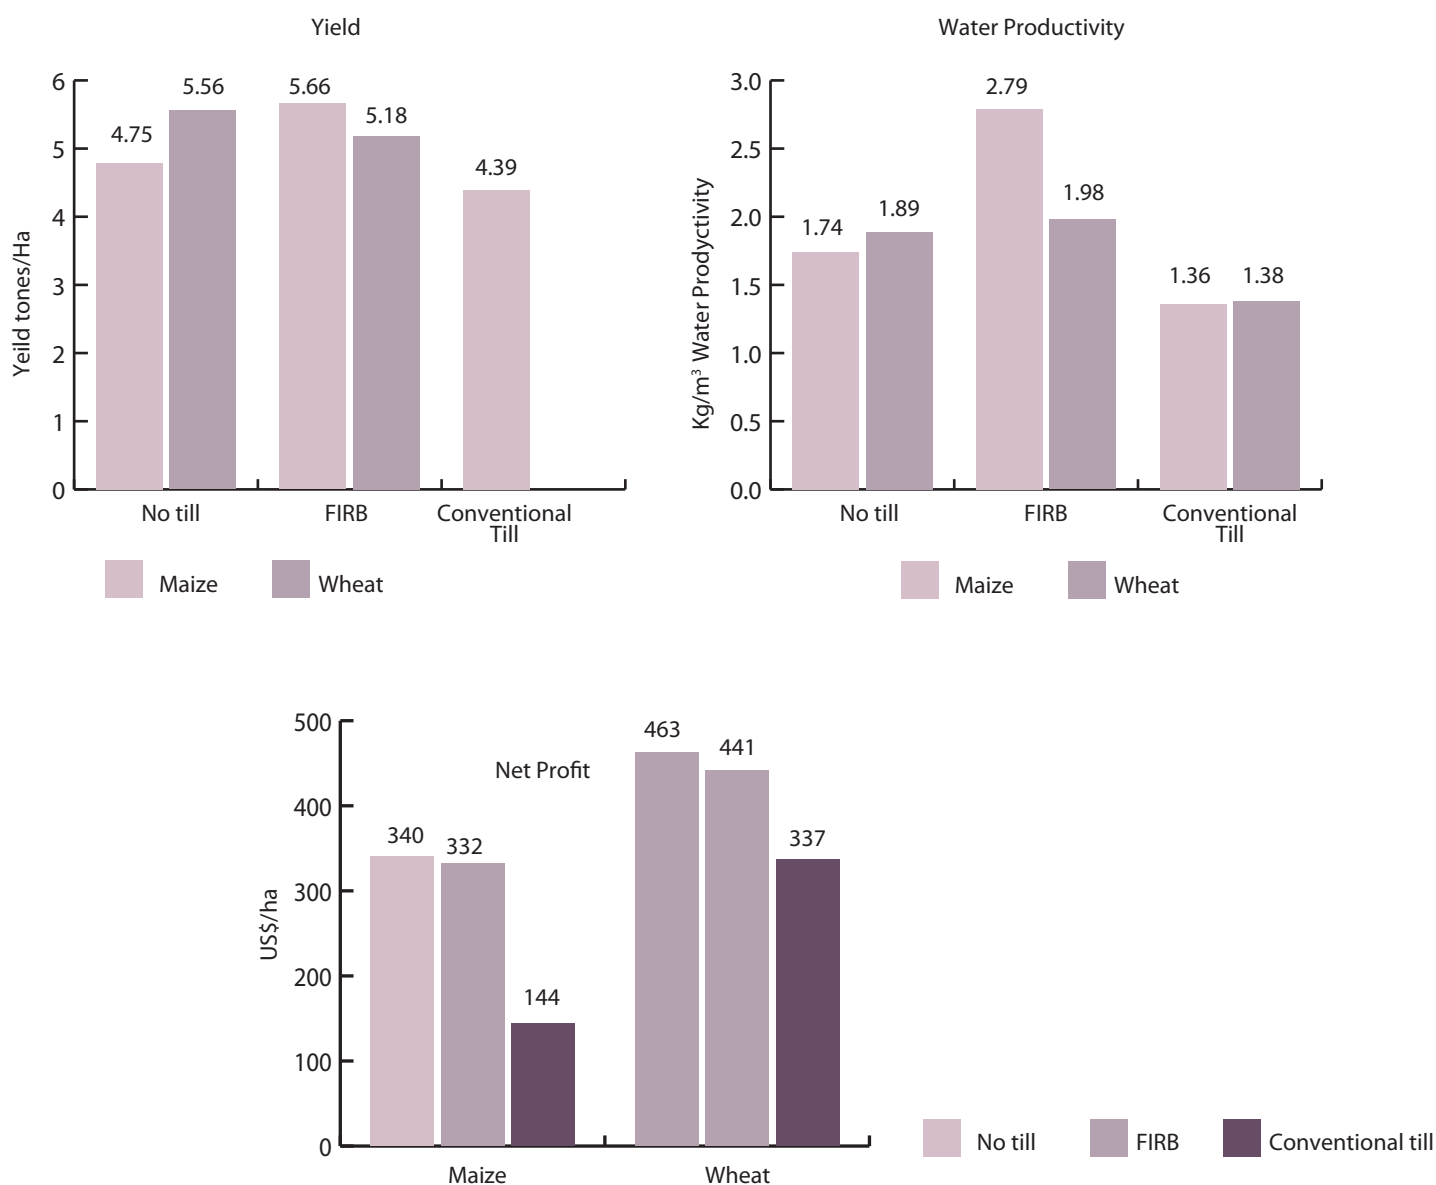 Yield
6
5
4
3
2
1
0
Yeild tones/Ha
4.75
5.56
5.66
5.18
4.39
No till
FIRB
Conventional
Till
Maize
Wheat
Water Productivity
3.0
2.5
2.0
1.5
1.0
0.5
0.0
Kg/m³ Water Prodyctivity
1.74
1.89
2.79
1.98
1.36
1.38
No till
FIRB
Conventional
Till
Maize
Wheat
Net Profit
500
400
300
200
100
0
US$/ha
340
332
144
463
441
337
Maize
Wheat
No till
FIRB
Conventional till